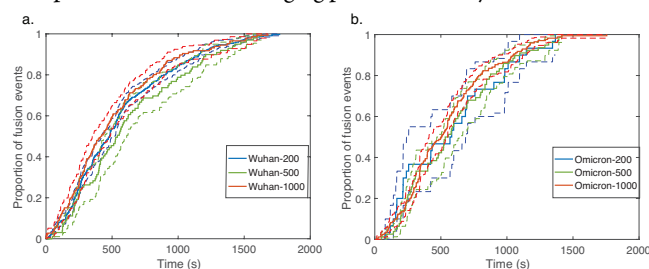 a.
Proportion of fusion events
1
0.8
0.6
0.4
0.2
0
0 500 1000 1500 2000
Time (s)
Wuhan-200
Wuhan-500
Wuhan-1000
b.
Proportion of fusion events
1
0.8
0.6
0.4
0.2
0
0 500 1000 1500 2000
Time (s)
Omicron-200
Omicron-500
Omicron-1000